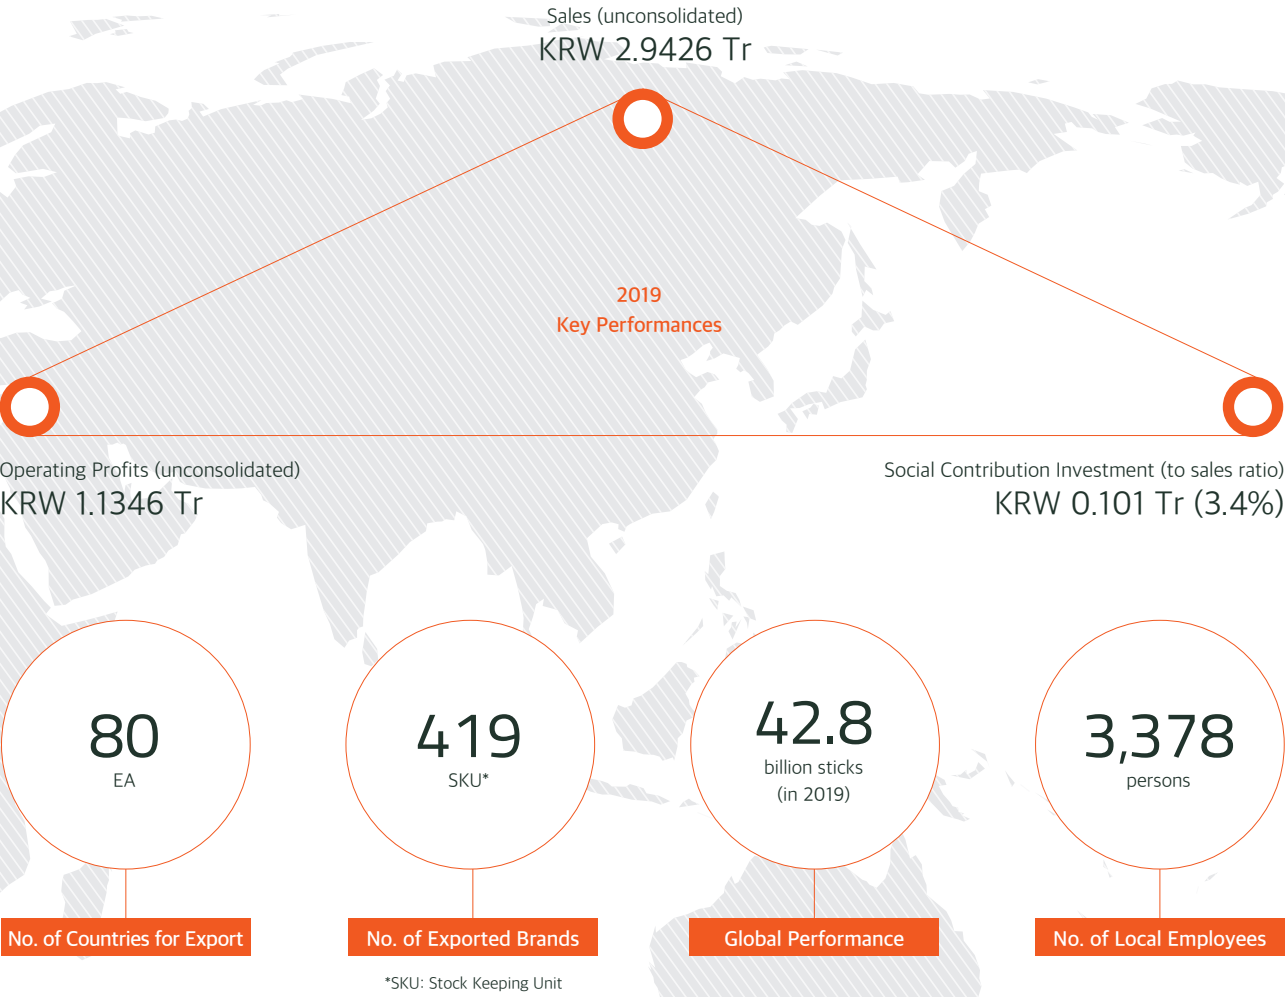 Sales (unconsolidated)
KRW 2.9426 Tr
2019
Key Performances
Operating Profits (unconsolidated)
KRW 1.1346 Tr
Social Contribution Investment (to sales ratio)
KRW 0.101 Tr (3.4%)
80
EA
No. of Countries for Export
419
SKU*
No. of Exported Brands
*SKU: Stock Keeping Unit
42.8
billion sticks
(in 2019)
Global Performance
3,378
persons
No. of Local Employees